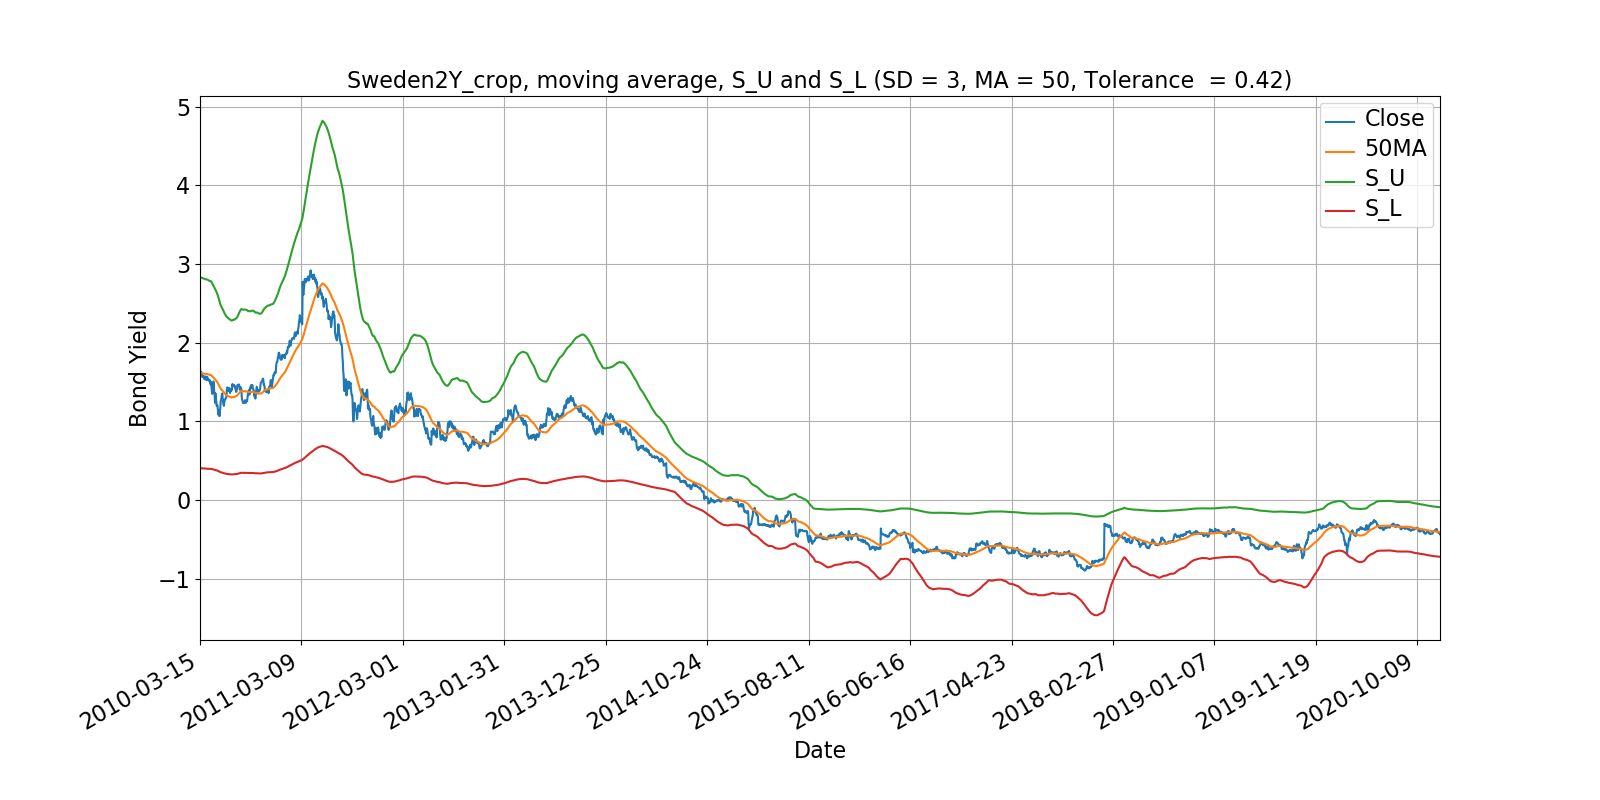 Sweden2Y_crop, moving average, S_U and S_L (SD = 3, MA = 50, Tolerance  = 0.42)
Close
50MA
S_U
S_L
5
4
3
2
1
0
−1
Bond Yield
2010-03-15
2011-03-09
2012-03-01
2013-01-31
2013-12-25
2014-10-24
2015-08-11
2016-06-16
2017-04-23
2018-02-27
2019-01-07
2019-11-19
2020-10-09
Date